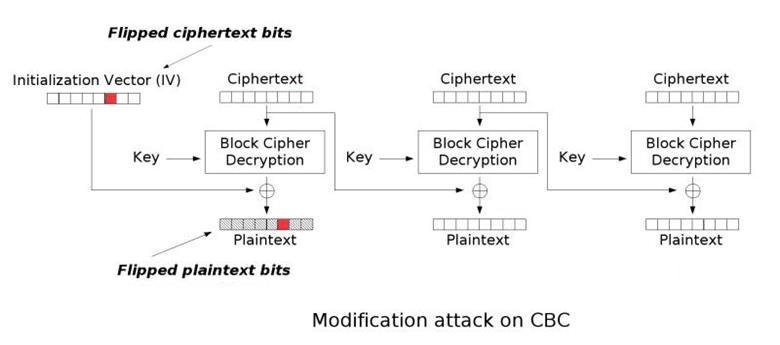 Flipped ciphertext bits
Initialization Vector (IV)
Ciphertext
Ciphertext
Ciphertext
Key
Block Cipher
Decryption
Key
Block Cipher
Decryption
Key
Block Cipher
Decryption
Plaintext
Plaintext
Plaintext
Flipped plaintext bits
Modification attack on CBC